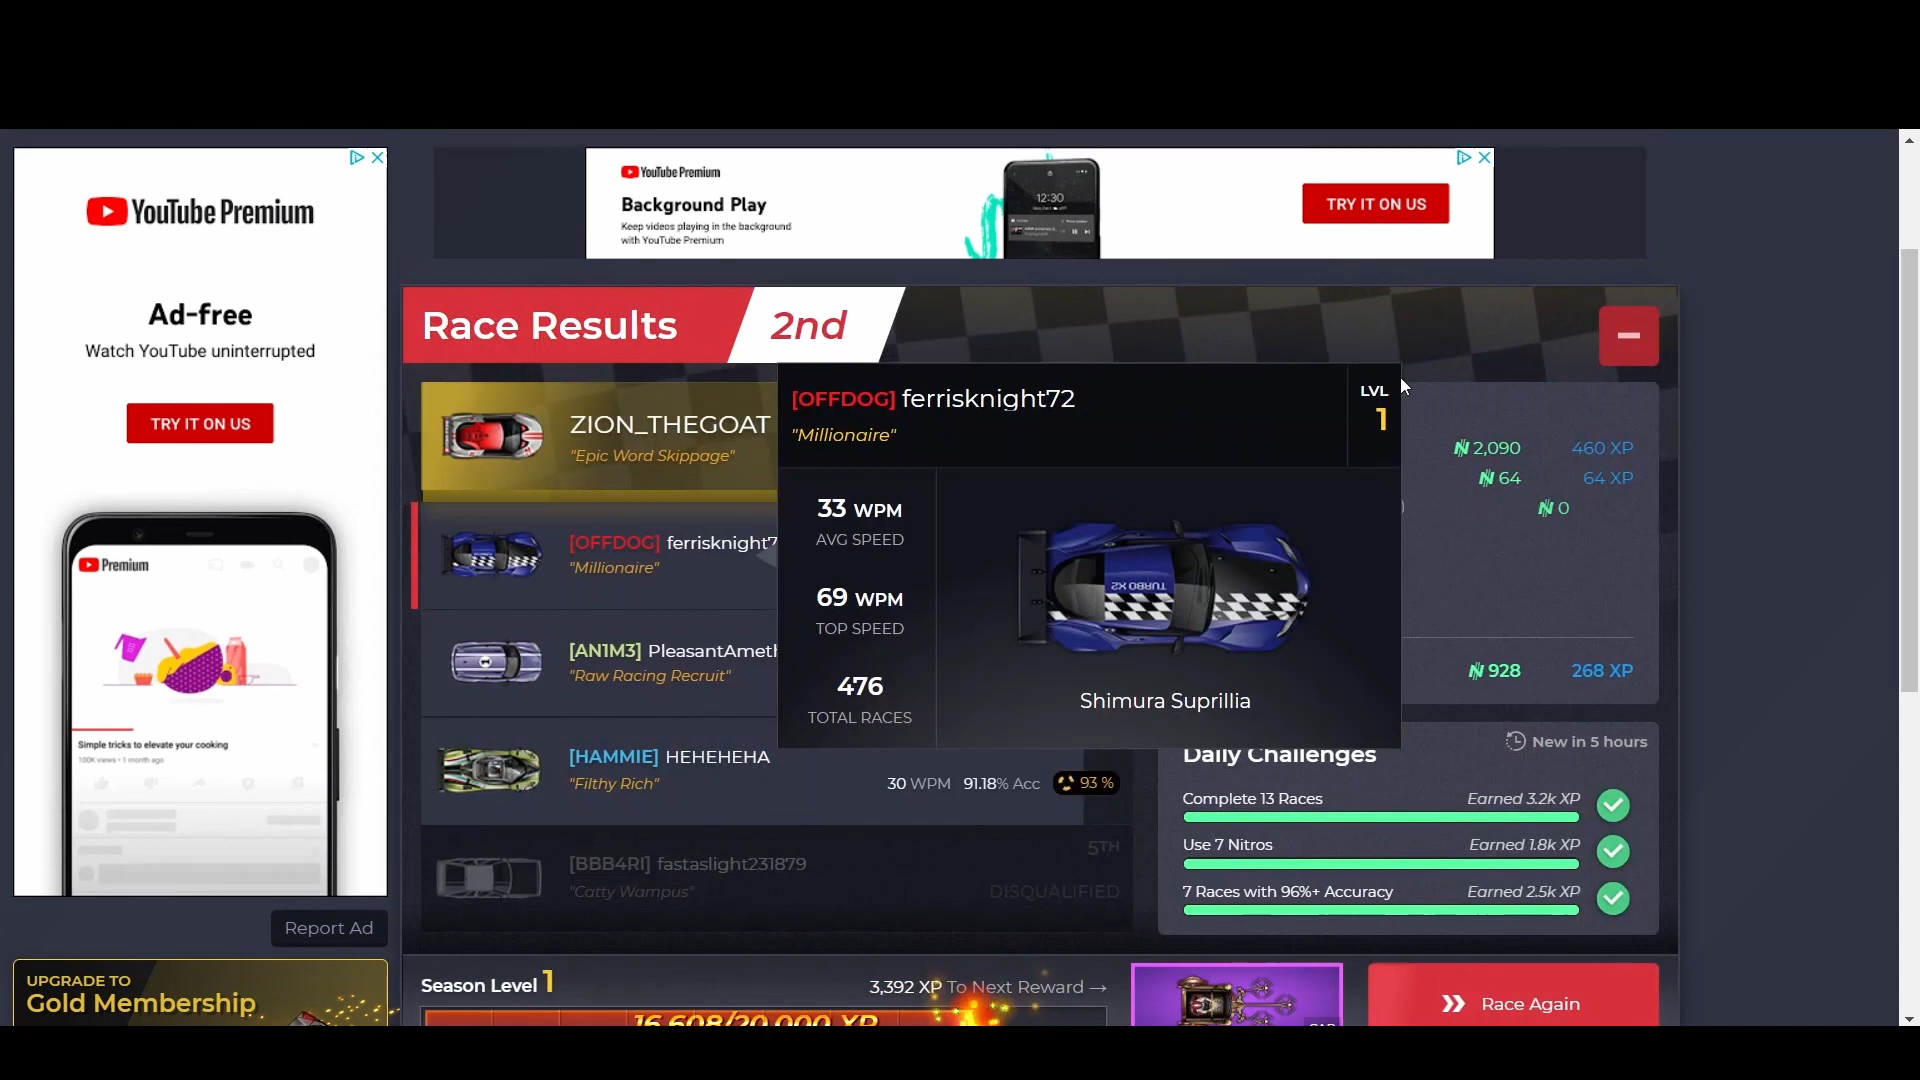 YouTube Premium
Ad-free
Watch YouTube uninterrupted
TRY IT ON US
Premium
Simple tricks to elevate your cooking
100K views • 1 month ago
Report Ad
UPGRADE TO
Gold Membership
YouTube Premium
Background Play
Keep videos playing in the background
with YouTube Premium
12:30
TRY IT ON US
Race Results
2nd
ZION_THEGOAT
"Epic Word Skippage"
[OFFDOG] ferrisknight7
"Millionaire"
[AN1M3] PleasantAmeth
"Raw Racing Recruit"
[HAMMIE] HEHEHEHA
"Filthy Rich"
30 WPM 91.18% Acc 93 %
[BBB4RI] fastaslight231879
"Catty Wampus"
5TH
DISQUALIFIED
[OFFDOG] ferrisknight72
"Millionaire"
LVL
1
33 WPM
AVG SPEED
69 WPM
TOP SPEED
476
TOTAL RACES
TURBO X2
Shimura Suprillia
2,090 460 XP
64 64 XP
0
928 268 XP
New in 5 hours
Daily Challenges
Complete 13 Races Earned 3.2k XP
Use 7 Nitros Earned 1.8k XP
7 Races with 96%+ Accuracy Earned 2.5k XP
Season Level 1
3,392 XP To Next Reward →
16,608/20,000 XP
CAR
Race Again